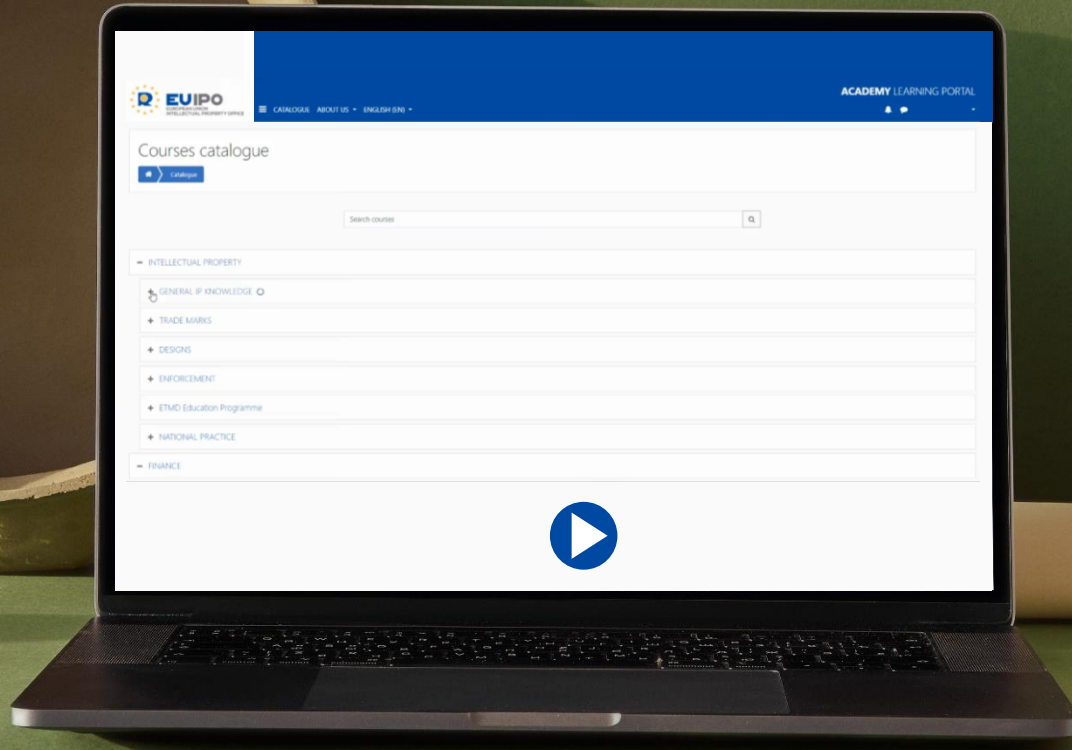 ACADEMY LEARNING PORTAL
R EUIPO
EUROPEAN UNION
INTELLECTUAL PROPERTY OFFICE
CATALOGUE ABOUT US ENGLISH (EN)
Courses catalogue
Catalogue
Search courses
INTELLECTUAL PROPERTY
GENERAL IP KNOWLEDGE
TRADE MARKS
DESIGNS
ENFORCEMENT
ETMD Education Programme
NATIONAL PRACTICE
FINANCE